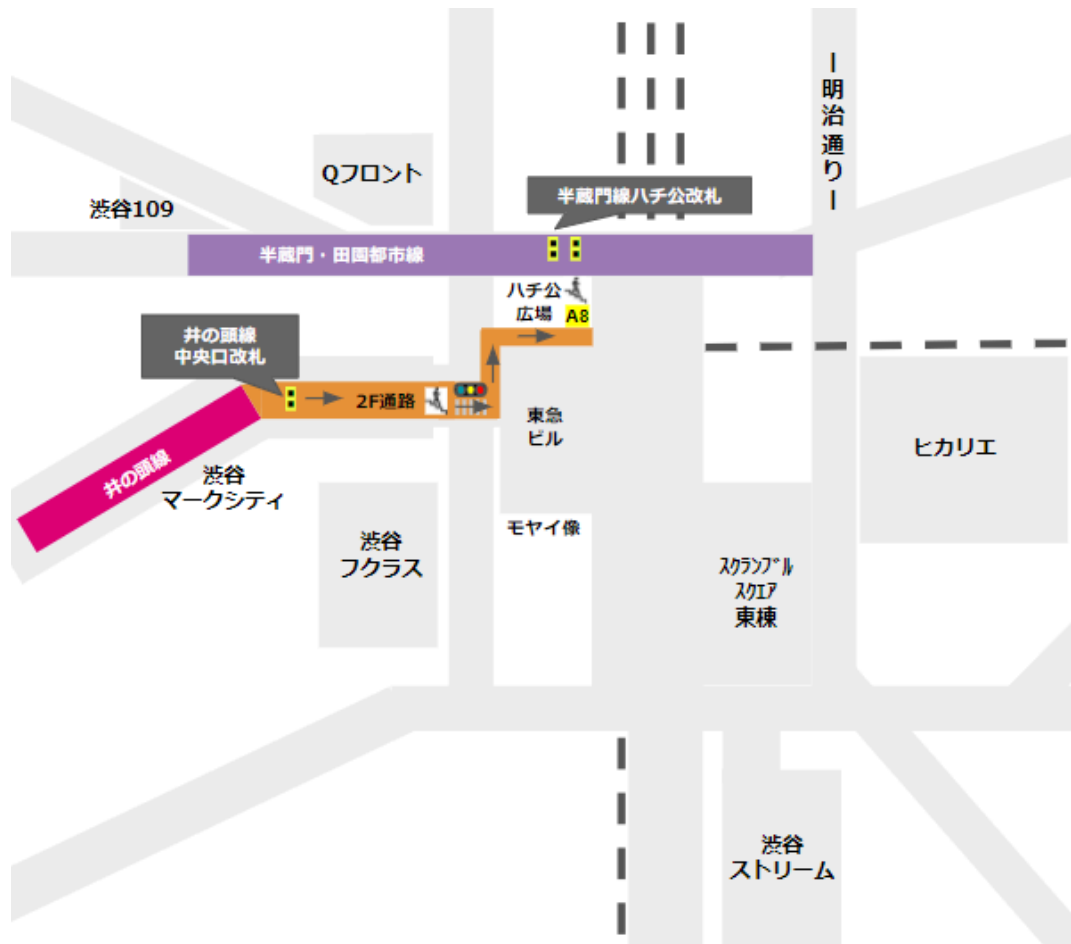 ー明治通りー
Qフロント
半蔵門線ハチ公改札
渋谷109
半蔵門・田園都市線
ハチ公
広場
A8
井の頭線
中央口改札
2F通路
東急
ビル
井の頭線
渋谷
マークシティ
ヒカリエ
モヤイ像
渋谷
フクラス
スクランブル
スクエア
東棟
渋谷
ストリーム